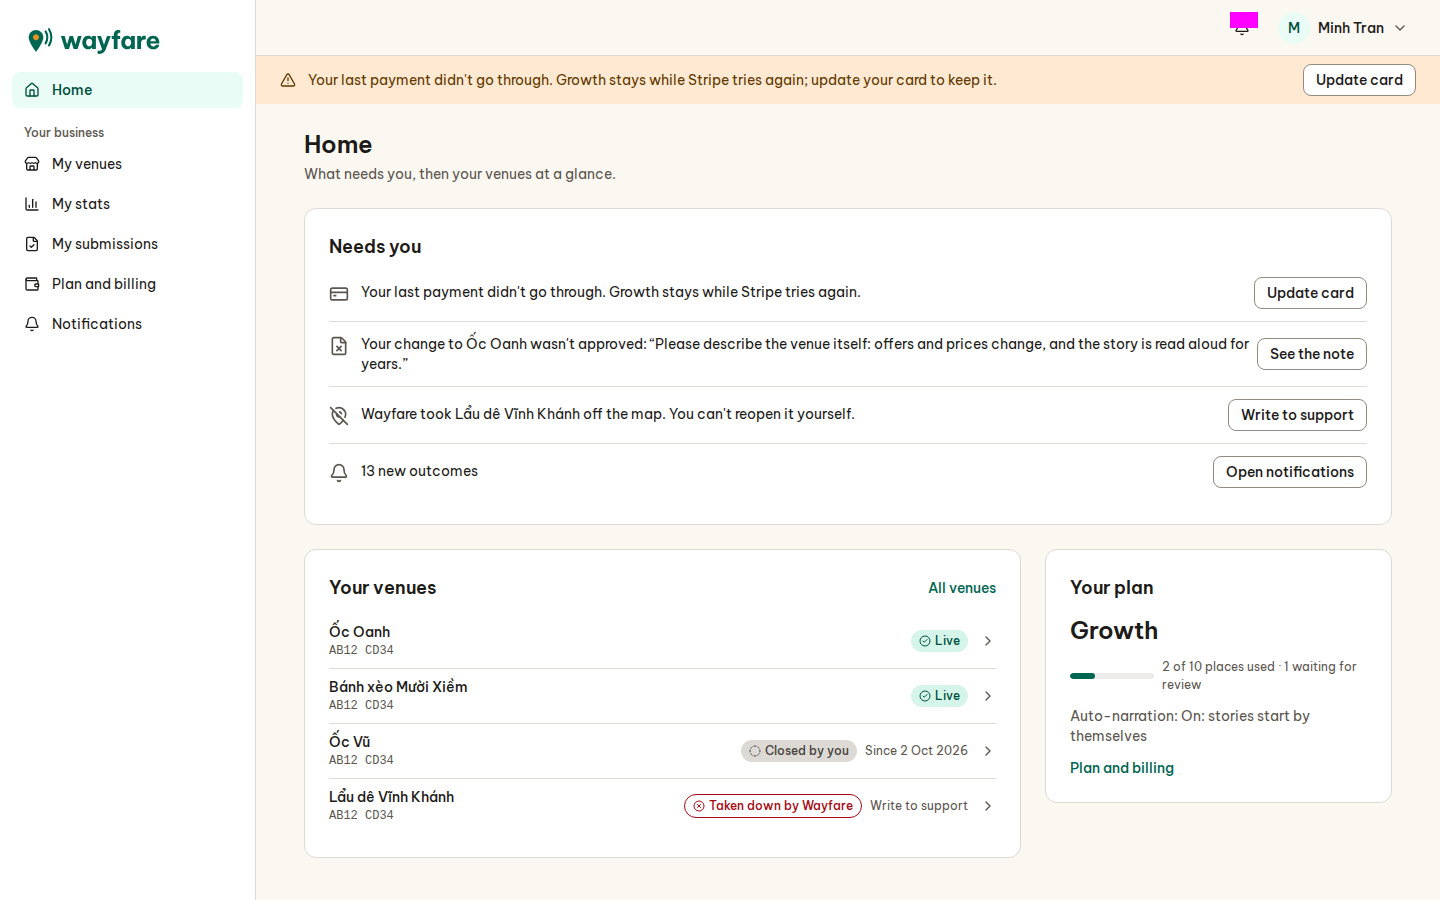 wayfare
M
Minh Tran
Home
Your last payment didn't go through. Growth stays while Stripe tries again; update your card to keep it.
Update card
Your business
My venues
My stats
My submissions
Plan and billing
Notifications
Home
What needs you, then your venues at a glance.
Needs you
Your last payment didn't go through. Growth stays while Stripe tries again.
Update card
Your change to Ốc Oanh wasn't approved: “Please describe the venue itself: offers and prices change, and the story is read aloud for
years.”
See the note
Wayfare took Lẩu dê Vĩnh Khánh off the map. You can't reopen it yourself.
Write to support
13 new outcomes
Open notifications
Your venues
All venues
Ốc Oanh
AB12 CD34
Live
Bánh xèo Mười Xiềm
AB12 CD34
Live
Ốc Vũ
AB12 CD34
Closed by you
Since 2 Oct 2026
Lẩu dê Vĩnh Khánh
AB12 CD34
Taken down by Wayfare
Write to support
Your plan
Growth
2 of 10 places used · 1 waiting for
review
Auto-narration: On: stories start by
themselves
Plan and billing